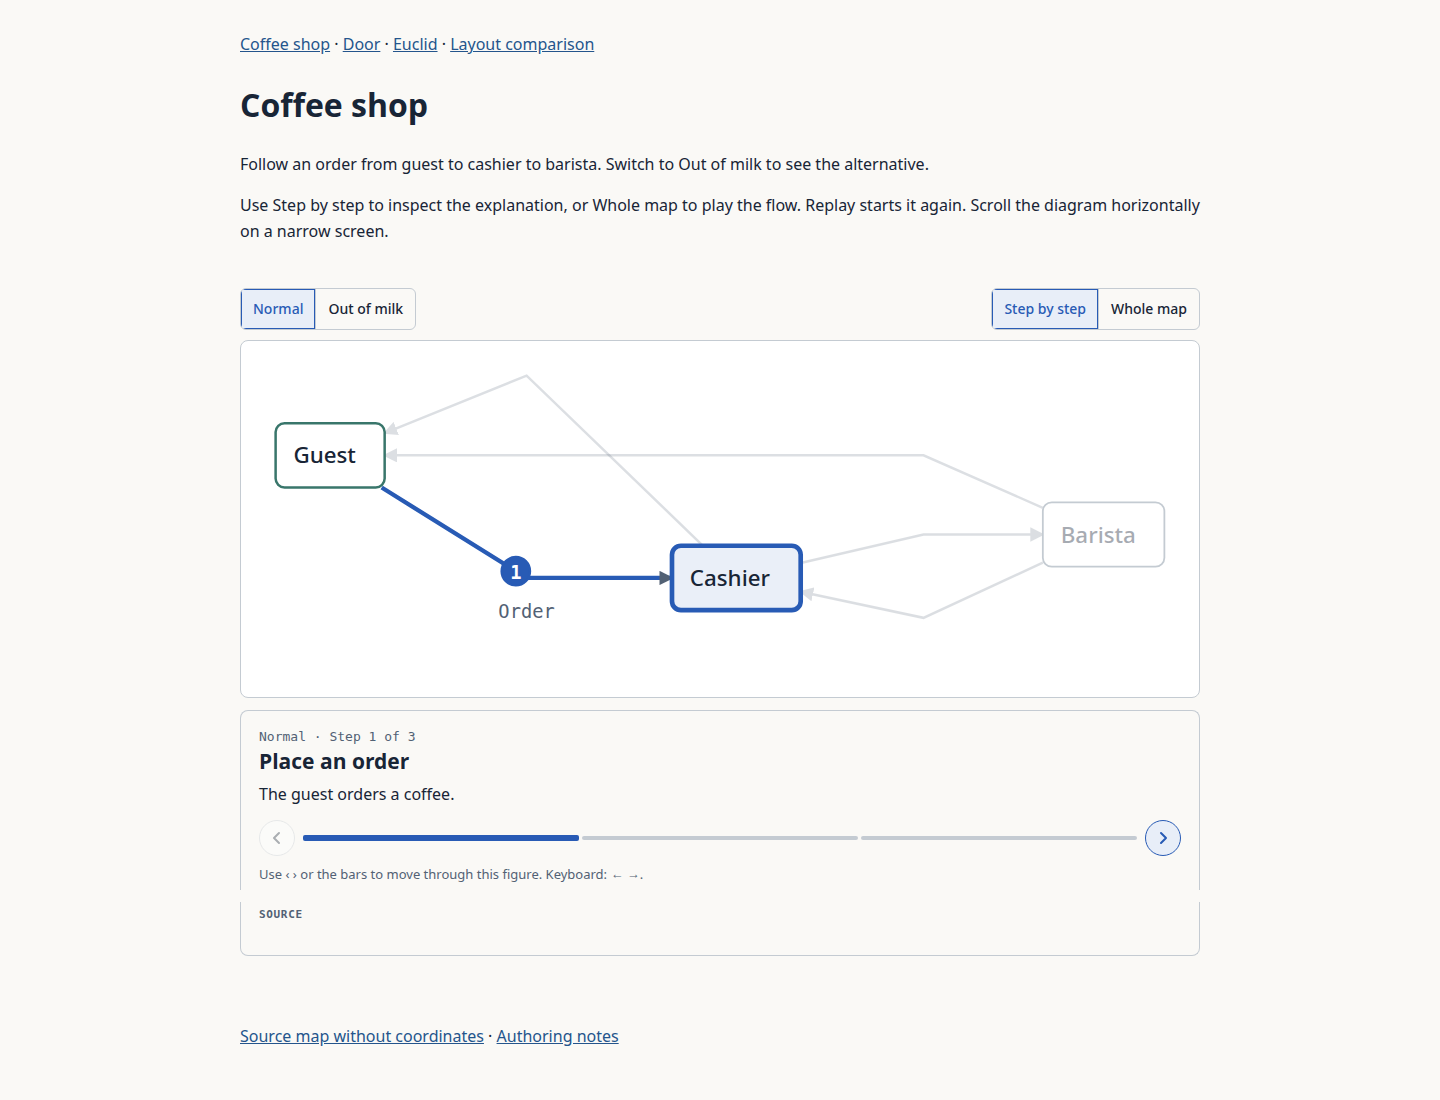 Coffee shop · Door · Euclid · Layout comparison
Coffee shop
Follow an order from guest to cashier to barista. Switch to Out of milk to see the alternative.
Use Step by step to inspect the explanation, or Whole map to play the flow. Replay starts it again. Scroll the diagram horizontally
on a narrow screen.
Normal Out of milk Step by step Whole map
Guest
Barista
1
Cashier
Order
Normal · Step 1 of 3
Place an order
The guest orders a coffee.
Use ‹ › or the bars to move through this figure. Keyboard: ← →.
SOURCE
Source map without coordinates · Authoring notes